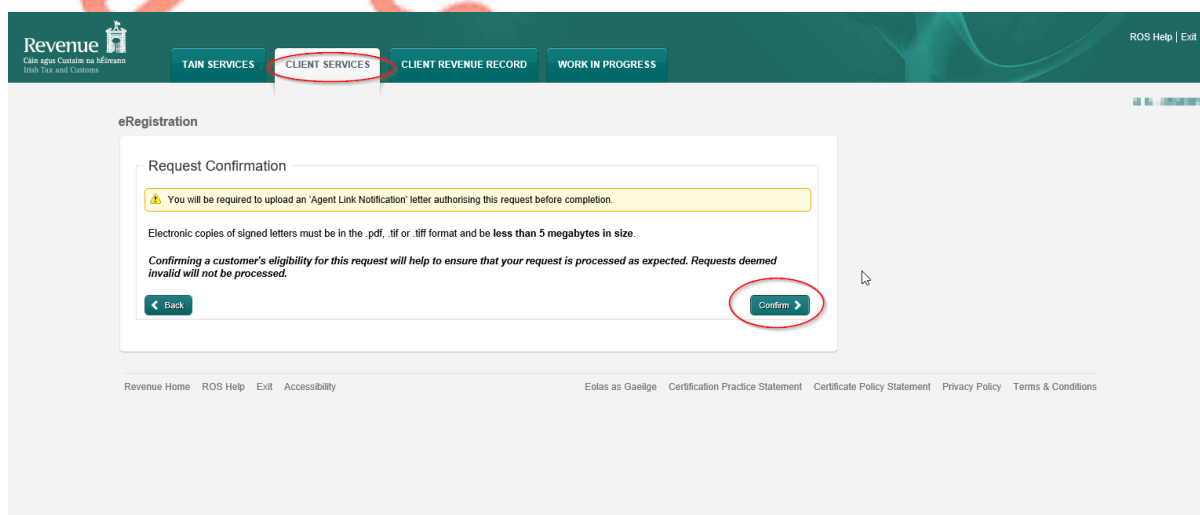 Revenue
Cáin agus Custaim na hÉireann
Irish Tax and Customs
TAIN SERVICES
CLIENT SERVICES
CLIENT REVENUE RECORD
WORK IN PROGRESS
ROS Help | Exit
eRegistration
Request Confirmation
You will be required to upload an 'Agent Link Notification' letter authorising this request before completion.
Electronic copies of signed letters must be in the .pdf, .tif or .tiff format and be less than 5 megabytes in size.
Confirming a customer's eligibility for this request will help to ensure that your request is processed as expected. Requests deemed
invalid will not be processed.
Back
Confirm
Revenue Home ROS Help Exit Accessibility
Eolas as Gaeilge Certification Practice Statement Certificate Policy Statement Privacy Policy Terms & Conditions